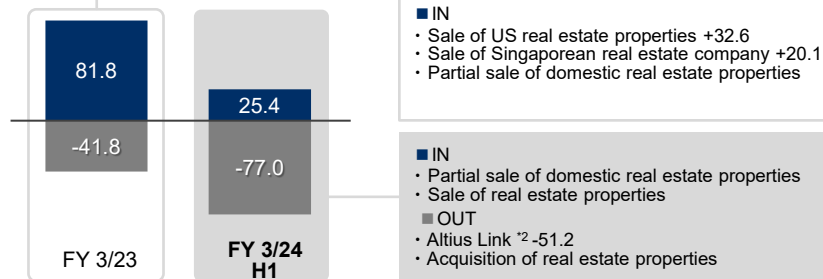 81.8
-41.8
FY 3/23
25.4
-77.0
FY 3/24
H1
■ IN
・Sale of US real estate properties +32.6
・Sale of Singaporean real estate company +20.1
・Partial sale of domestic real estate properties
■ IN
・Partial sale of domestic real estate properties
・Sale of real estate properties
■ OUT
・Altius Link *2 -51.2
・Acquisition of real estate properties